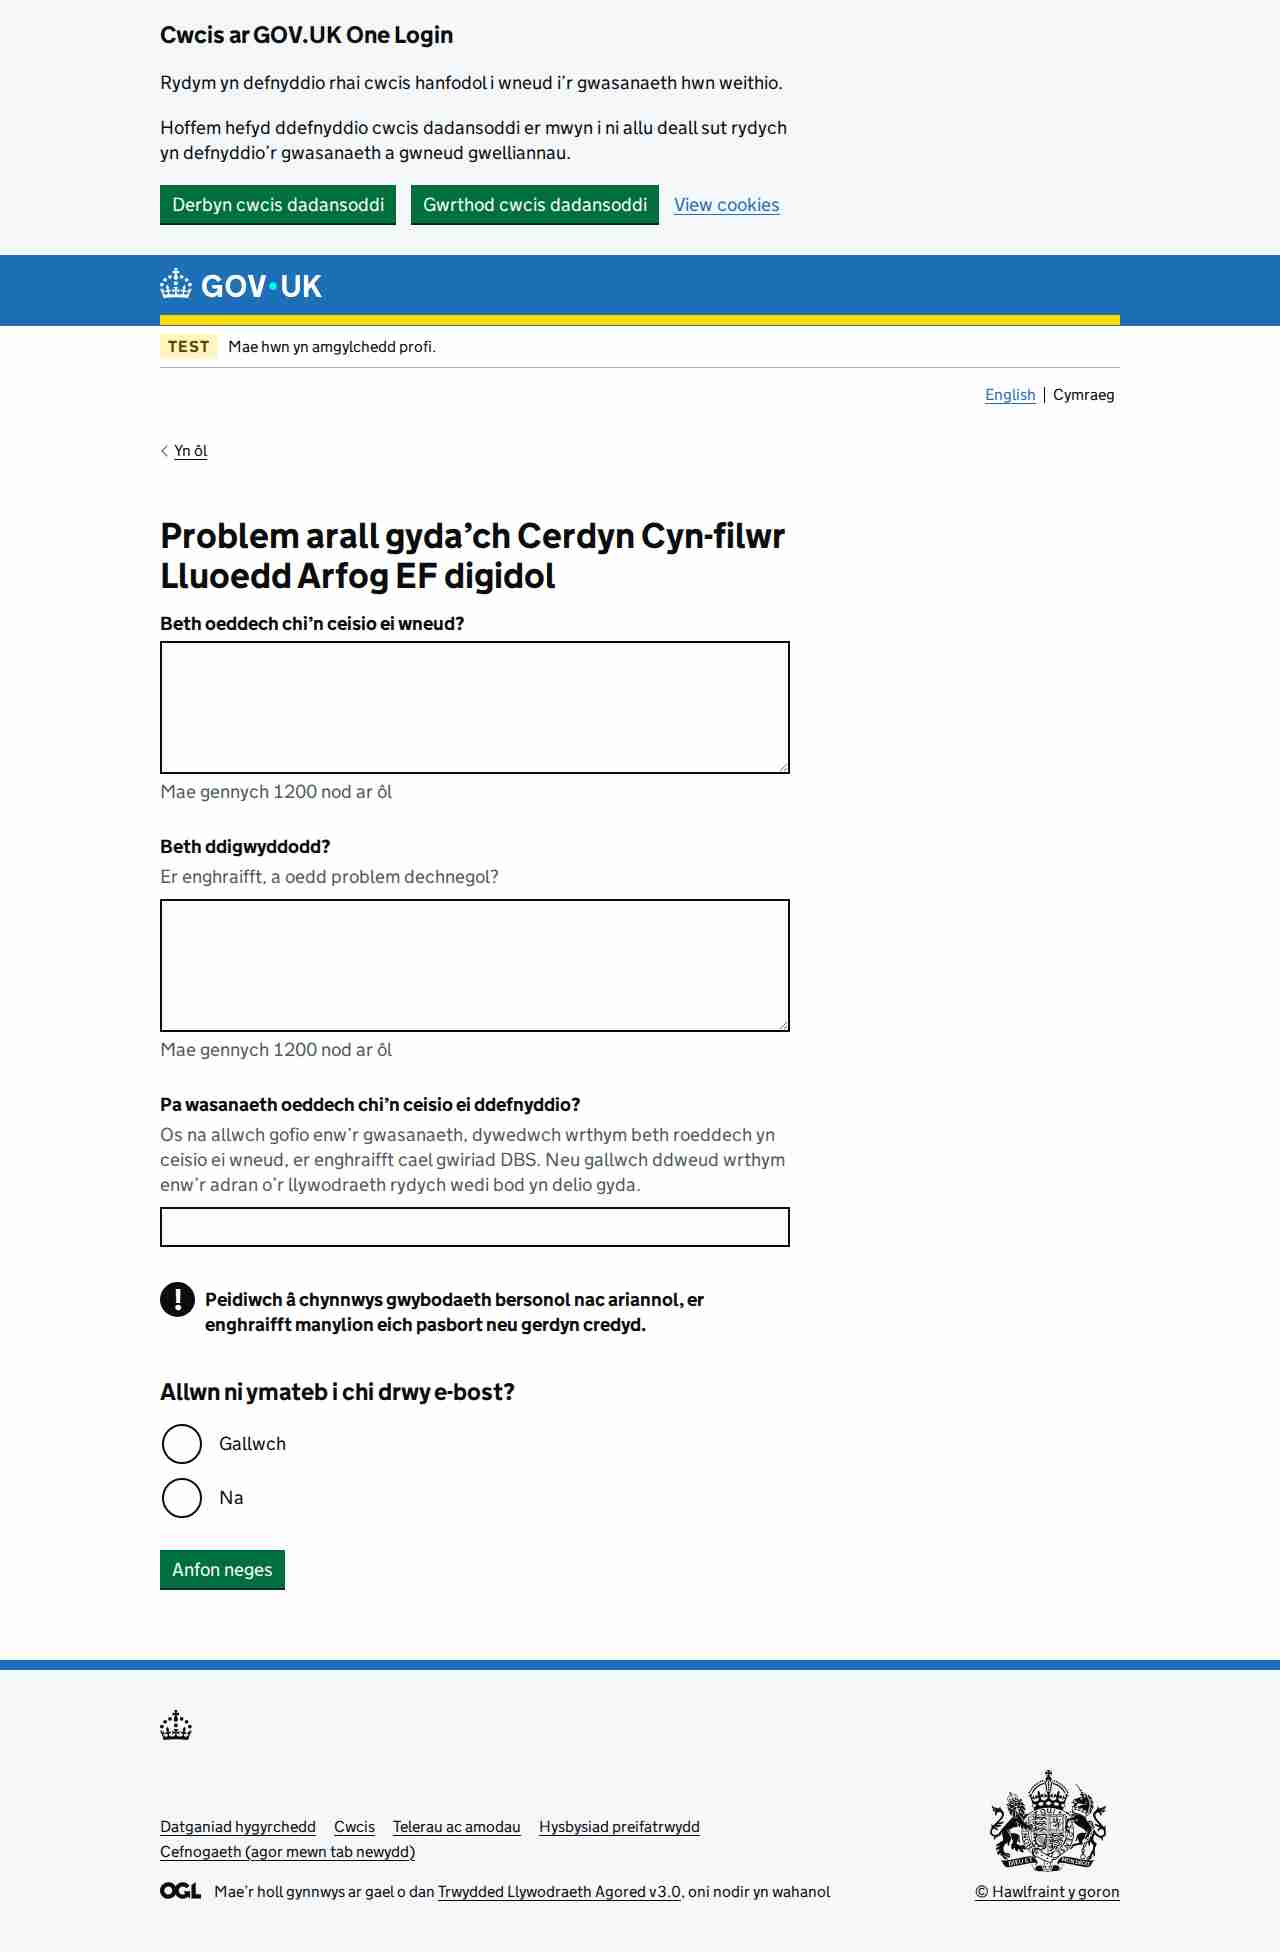 Cwcis ar GOV.UK One Login
Rydym yn defnyddio rhai cwcis hanfodol i wneud i’r gwasanaeth hwn weithio.
Hoffem hefyd ddefnyddio cwcis dadansoddi er mwyn i ni allu deall sut rydych
yn defnyddio’r gwasanaeth a gwneud gwelliannau.
Derbyn cwcis dadansoddi Gwrthod cwcis dadansoddi View cookies
GOV·UK
TEST Mae hwn yn amgylchedd profi.
English Cymraeg
Yn ôl
Problem arall gyda’ch Cerdyn Cyn-filwr
Lluoedd Arfog EF digidol
Beth oeddech chi’n ceisio ei wneud?
Mae gennych 1200 nod ar ôl
Beth ddigwyddodd?
Er enghraifft, a oedd problem dechnegol?
Mae gennych 1200 nod ar ôl
Pa wasanaeth oeddech chi’n ceisio ei ddefnyddio?
Os na allwch gofio enw’r gwasanaeth, dywedwch wrthym beth roeddech yn
ceisio ei wneud, er enghraifft cael gwiriad DBS. Neu gallwch ddweud wrthym
enw’r adran o’r llywodraeth rydych wedi bod yn delio gyda.
! Peidiwch â chynnwys gwybodaeth bersonol nac ariannol, er
enghraifft manylion eich pasbort neu gerdyn credyd.
Allwn ni ymateb i chi drwy e-bost?
Gallwch
Na
Anfon neges
Datganiad hygyrchedd Cwcis Telerau ac amodau Hysbysiad preifatrwydd
Cefnogaeth (agor mewn tab newydd)
OGL Mae’r holl gynnwys ar gael o dan Trwydded Llywodraeth Agored v3.0, oni nodir yn wahanol
© Hawlfraint y goron